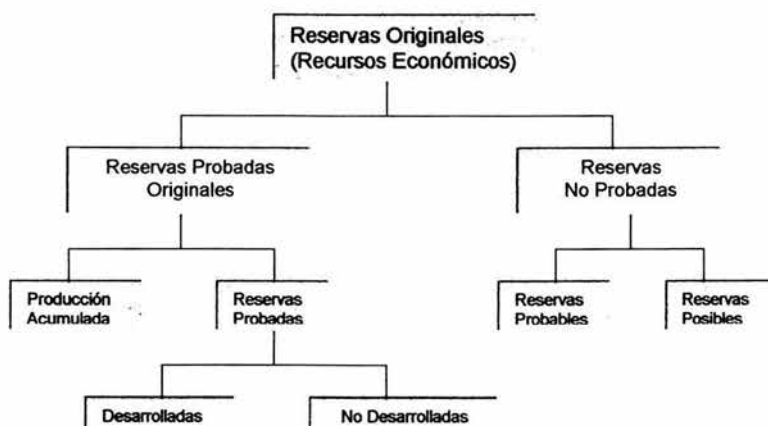 Reservas Originales
(Recursos Económicos)
Reservas Probadas
Originales
Reservas
No Probadas
Producción
Acumulada
Reservas
Probadas
Reservas
Probables
Reservas
Posibles
Desarrolladas
No Desarrolladas